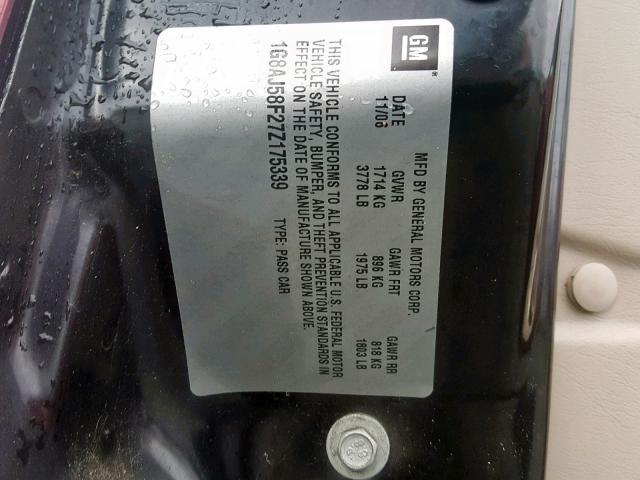 GM®
MFD BY GENERAL MOTORS CORP.
DATE GVWR GAWR FRT GAWR RR
11/06 1714 KG 896 KG 818 KG
3778 LB 1975 LB 1803 LB
THIS VEHICLE CONFORMS TO ALL APPLICABLE U.S. FEDERAL MOTOR
VEHICLE SAFETY, BUMPER, AND THEFT PREVENTION STANDARDS IN
EFFECT ON THE DATE OF MANUFACTURE SHOWN ABOVE.
1G8AJ58F27Z175339 TYPE: PASS CAR